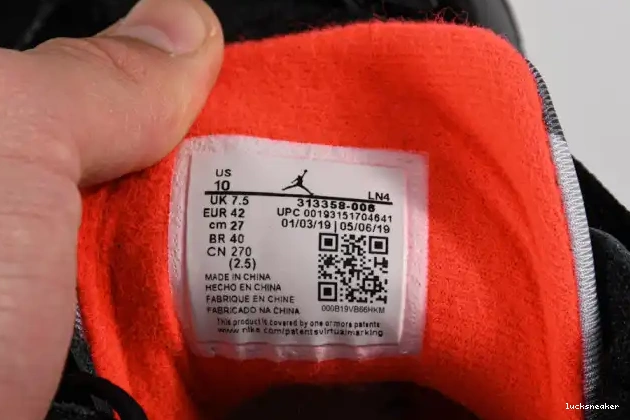 US
10
LN4
UK 7.5
313358-006
EUR 42
UPC 00193151704641
cm 27
01/03/19 | 05/06/19
BR 40
CN 270
(2.5)
MADE IN CHINA
HECHO EN CHINA
FABRIQUE EN CHINE
FABRICADO NA CHINA
000B19VB66HKM
This product is covered by one or more patents
www.nike.com/patentsvirtualmarking
lucksneaker